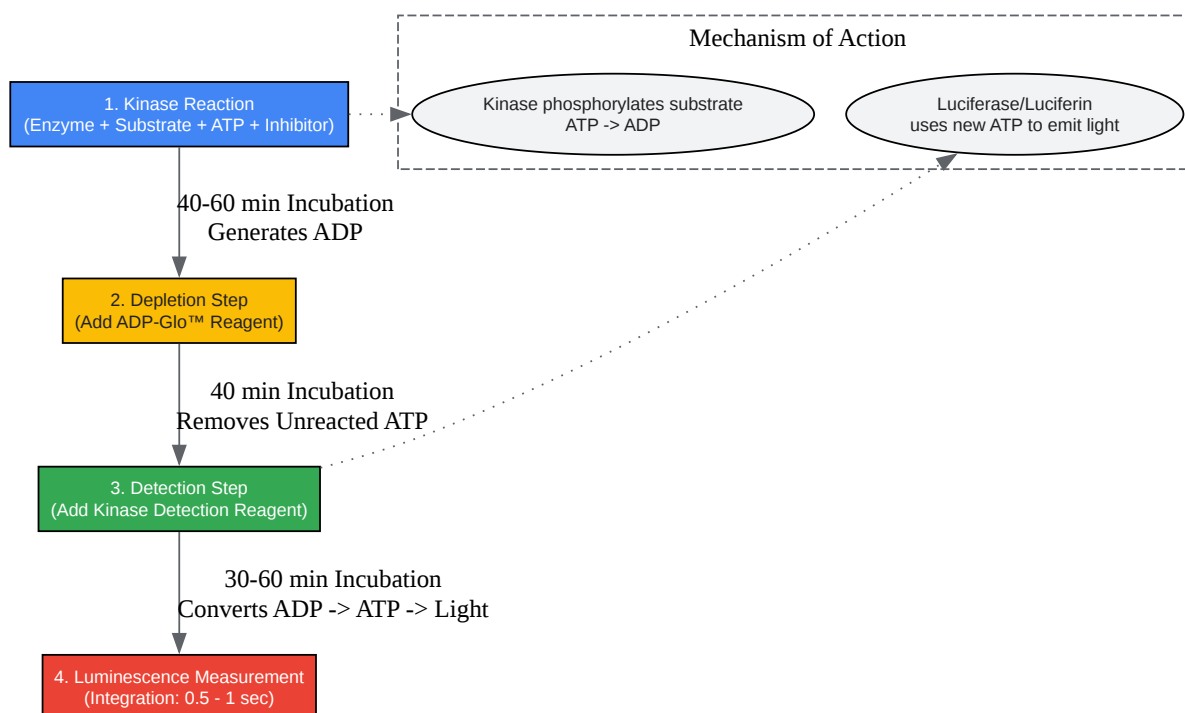 Mechanism of Action
1. Kinase Reaction
(Enzyme + Substrate + ATP + Inhibitor)
Kinase phosphorylates substrate
ATP -> ADP
Luciferase/Luciferin
uses new ATP to emit light
40-60 min Incubation
Generates ADP
2. Depletion Step
(Add ADP-Glo™ Reagent)
40 min Incubation
Removes Unreacted ATP
3. Detection Step
(Add Kinase Detection Reagent)
30-60 min Incubation
Converts ADP -> ATP -> Light
4. Luminescence Measurement
(Integration: 0.5 - 1 sec)